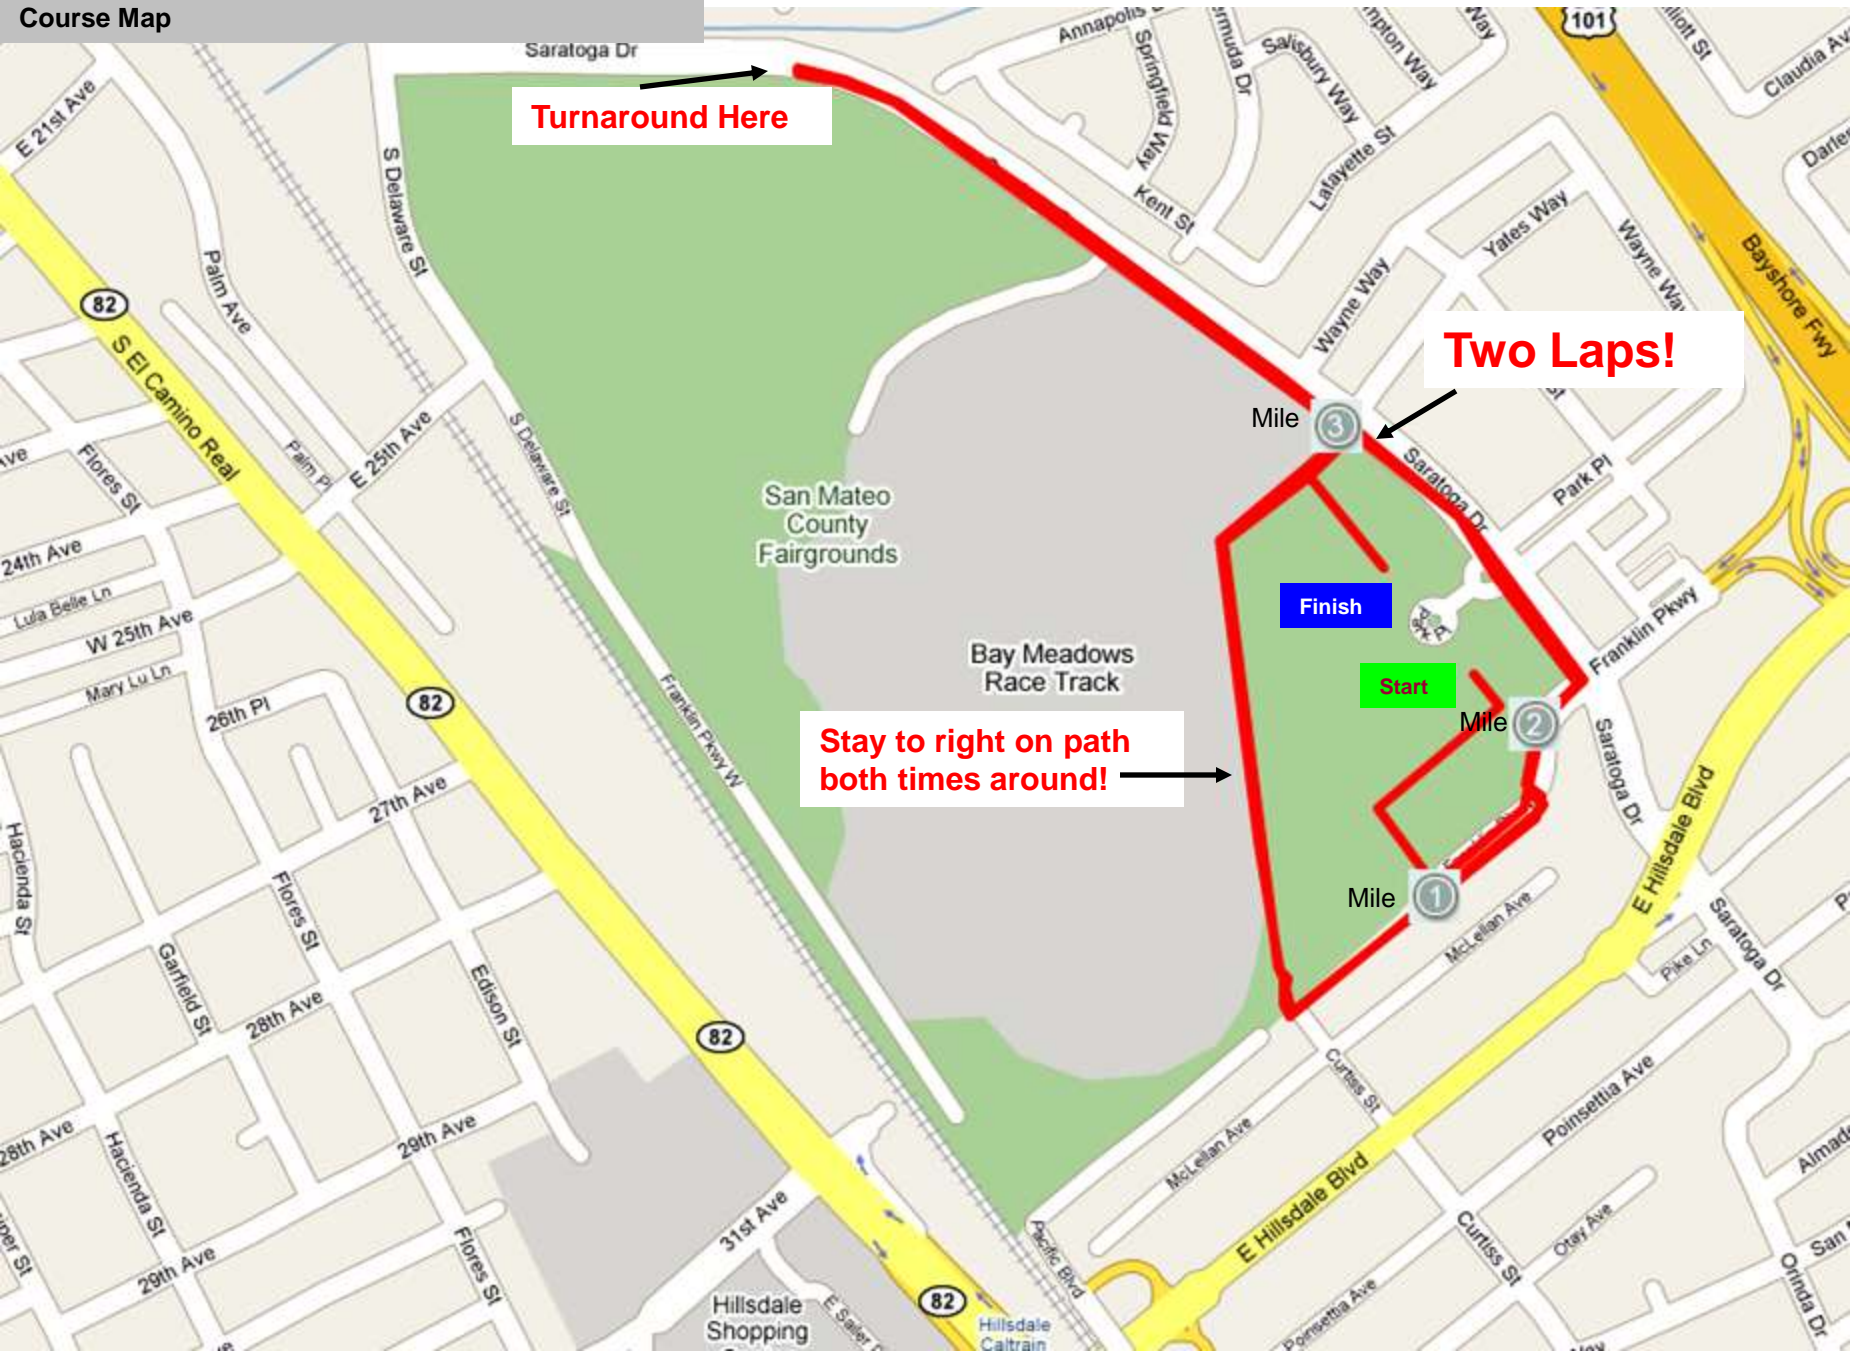 Course Map
Saratoga Dr
Turnaround Here
Annapolis
Springfield Way
Salisbury Way
Way
101
Claudia Av
E 21st Ave
S Delaware St
Kent St
Lafayette St
Yates Way
Wayne Way
Wayne Way
Bayshore Fwy
Palm Ave
82
S El Camino Real
Two Laps!
Mile
3
Saratoga Dr
Park Pl
E 25th Ave
Palm Pl
S Delaware St
Flores St
24th Ave
San Mateo
County
Fairgrounds
Finish
Franklin Pkwy
Lula Belle Ln
W 25th Ave
Mary Lu Ln
26th Pl
82
Bay Meadows
Race Track
Start
Mile
2
Franklin Pkwy W
Stay to right on path
both times around!
Saratoga Dr
E Hillsdale Blvd
27th Ave
Hacienda St
Flores St
Mile
1
McLellan Ave
Saratoga Dr
Pike Ln
Garfield St
Edison St
28th Ave
82
Curtiss St
Poinsettia Ave
28th Ave
Hacienda St
29th Ave
McLellan Ave
E Hillsdale Blvd
31st Ave
Pacific Blvd
Curtiss St
Otay Ave
San
29th Ave
Flores St
Orinda Dr
82
Hillsdale
Shopping
Hillsdale
Caltrain
Poinsettia Ave